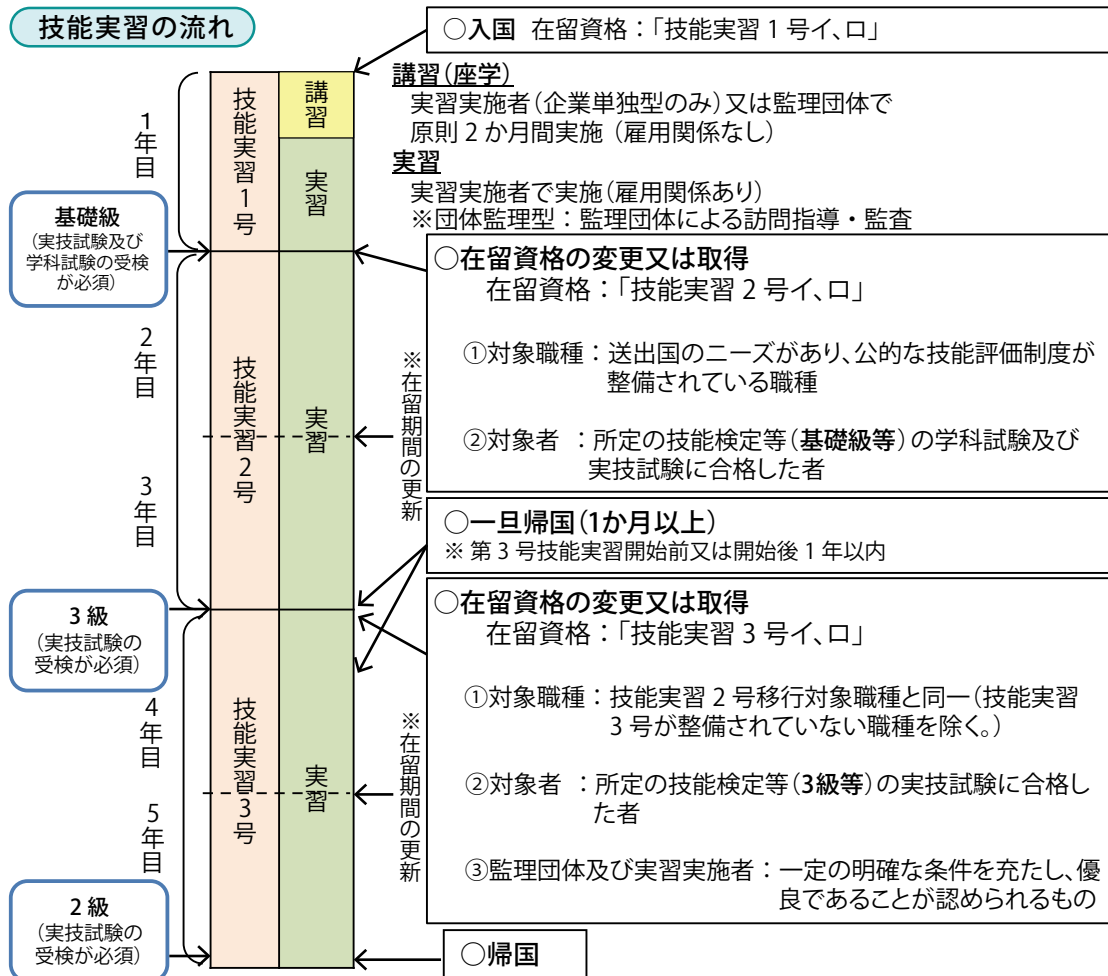 技能実習の流れ
○入国 在留資格：「技能実習１号イ、ロ」
講習（座学）
実習実施者（企業単独型のみ）又は監理団体で
原則２か月間実施（雇用関係なし）
実習
実習実施者で実施（雇用関係あり）
※団体監理型：監理団体による訪問指導・監査
1年目
技能実習1号
講習
実習
基礎級
（実技試験及び
学科試験の受検
が必須）
○在留資格の変更又は取得
在留資格：「技能実習２号イ、ロ」
①対象職種：送出国のニーズがあり、公的な技能評価制度が
整備されている職種
②対象者 ：所定の技能検定等（基礎級等）の学科試験及び
実技試験に合格した者
2年目
3年目
技能実習2号
実習
※在留期間の更新
○一旦帰国（1か月以上）
※ 第３号技能実習開始前又は開始後１年以内
3級
（実技試験の
受検が必須）
○在留資格の変更又は取得
在留資格：「技能実習３号イ、ロ」
①対象職種：技能実習２号移行対象職種と同一（技能実習
３号が整備されていない職種を除く。）
②対象者 ：所定の技能検定等（3級等）の実技試験に合格し
た者
③監理団体及び実習実施者：一定の明確な条件を充たし、優
良であることが認められるもの
4年目
5年目
技能実習3号
実習
※在留期間の更新
2級
（実技試験の
受検が必須）
○帰国